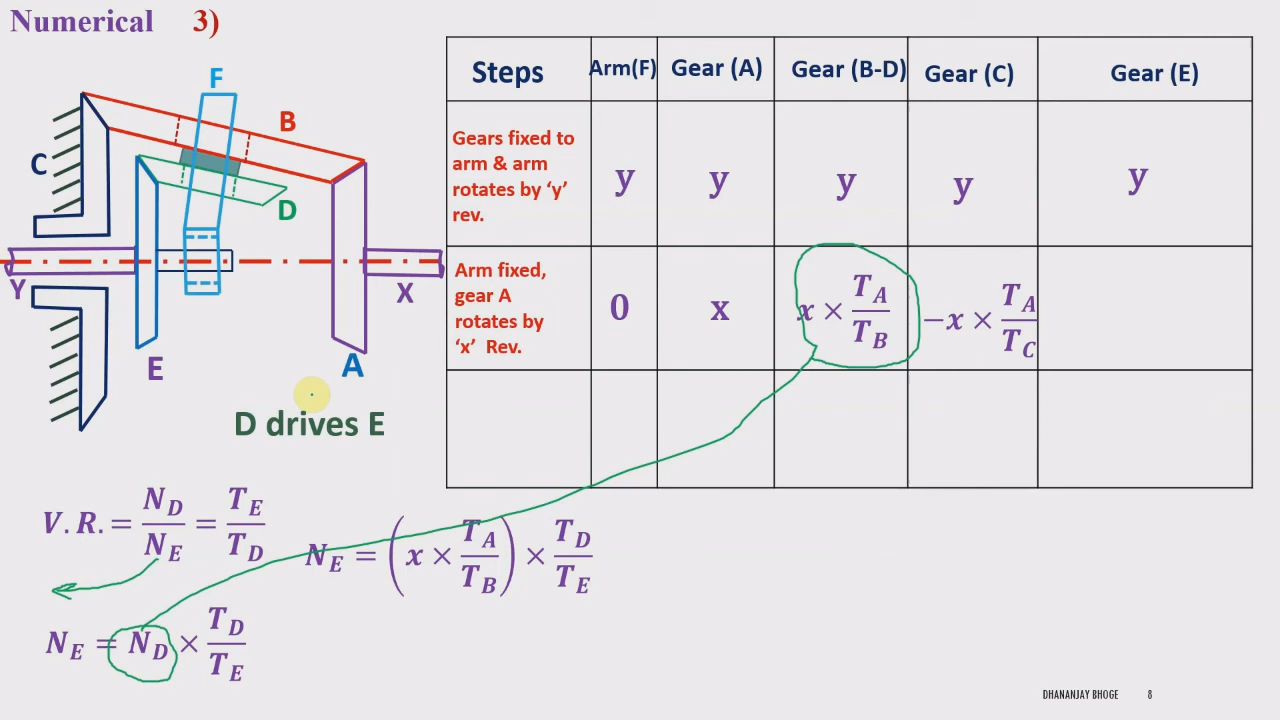 Numerical 3)
F
B
C
D
Y
X
E
A
D drives E
Steps Arm(F) Gear (A) Gear (B-D) Gear (C) Gear (E)
Gears fixed to
arm & arm
rotates by ‘y’
rev.
y y y y y
Arm fixed,
gear A
rotates by
‘x’ Rev.
0 x x × T_A/T_B −x × T_A/T_C
V.R. = N_D/N_E = T_E/T_D
N_E = (x × T_A/T_B) × T_D/T_E
N_E = N_D × T_D/T_E
DHANANJAY BHOGE 8